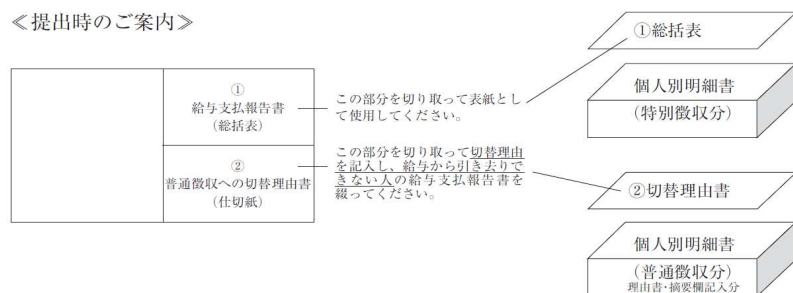 ≪提出時のご案内≫
①
給与支払報告書
(総括表)
②
普通徴収への切替理由書
(仕切紙)
この部分を切り取って表紙とし
て使用してください。
この部分を切り取って切替理由
を記入し、給与から引き去りで
きない人の給与支払報告書を
綴ってください。
①総括表
個人別明細書
(特別徴収分)
②切替理由書
個人別明細書
(普通徴収分)
理由書・摘要欄記入分